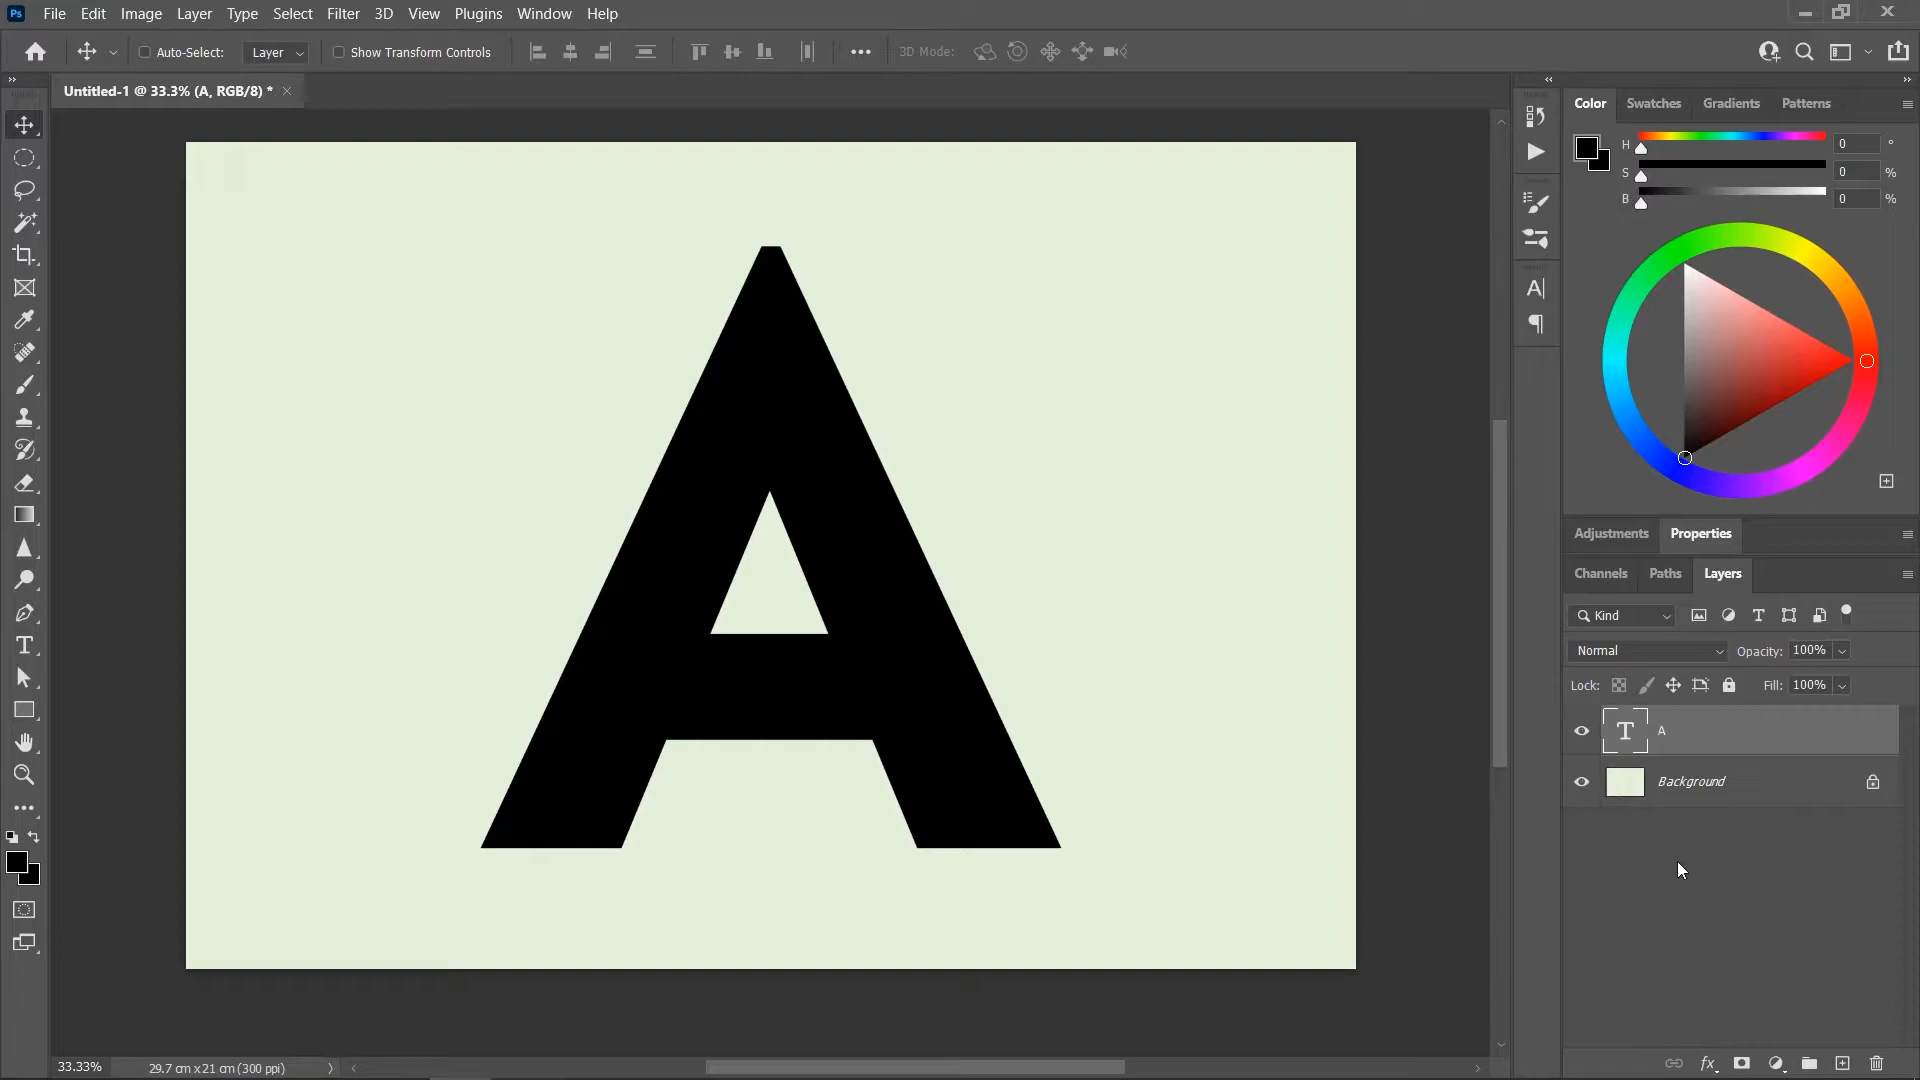 Ps File Edit Image Layer Type Select Filter 3D View Plugins Window Help
Auto-Select: Layer Show Transform Controls 3D Mode:
Untitled-1 @ 33.3% (A, RGB/8) *
Color Swatches Gradients Patterns
H 0 °
S 0 %
B 0 %
A
Adjustments Properties
Channels Paths Layers
Kind
Normal Opacity: 100%
Lock: Fill: 100%
T A
Background
fx
33.33% 29.7 cm x 21 cm (300 ppi)